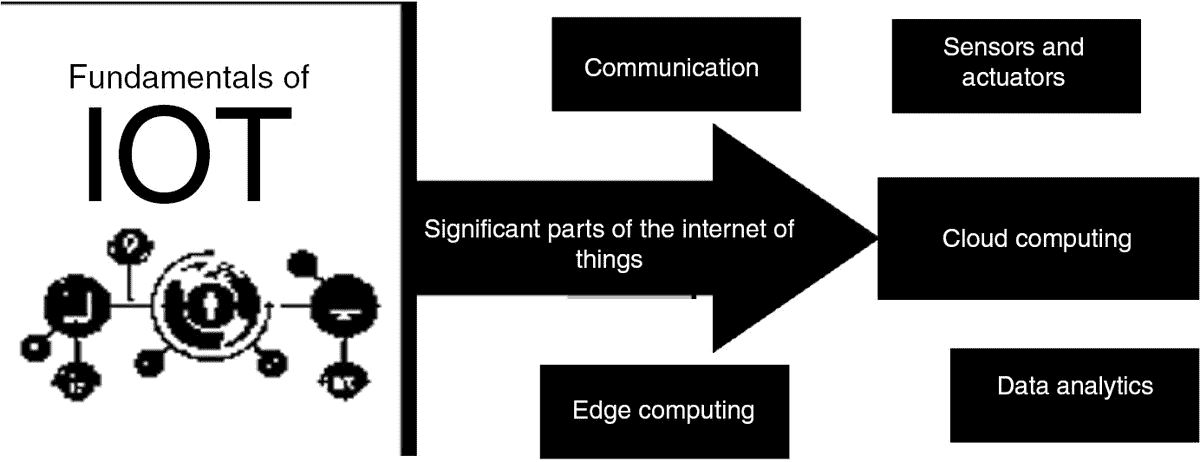 Fundamentals of
IOT
Communication
Sensors and
actuators
Significant parts of the internet of
things
Cloud computing
Edge computing
Data analytics